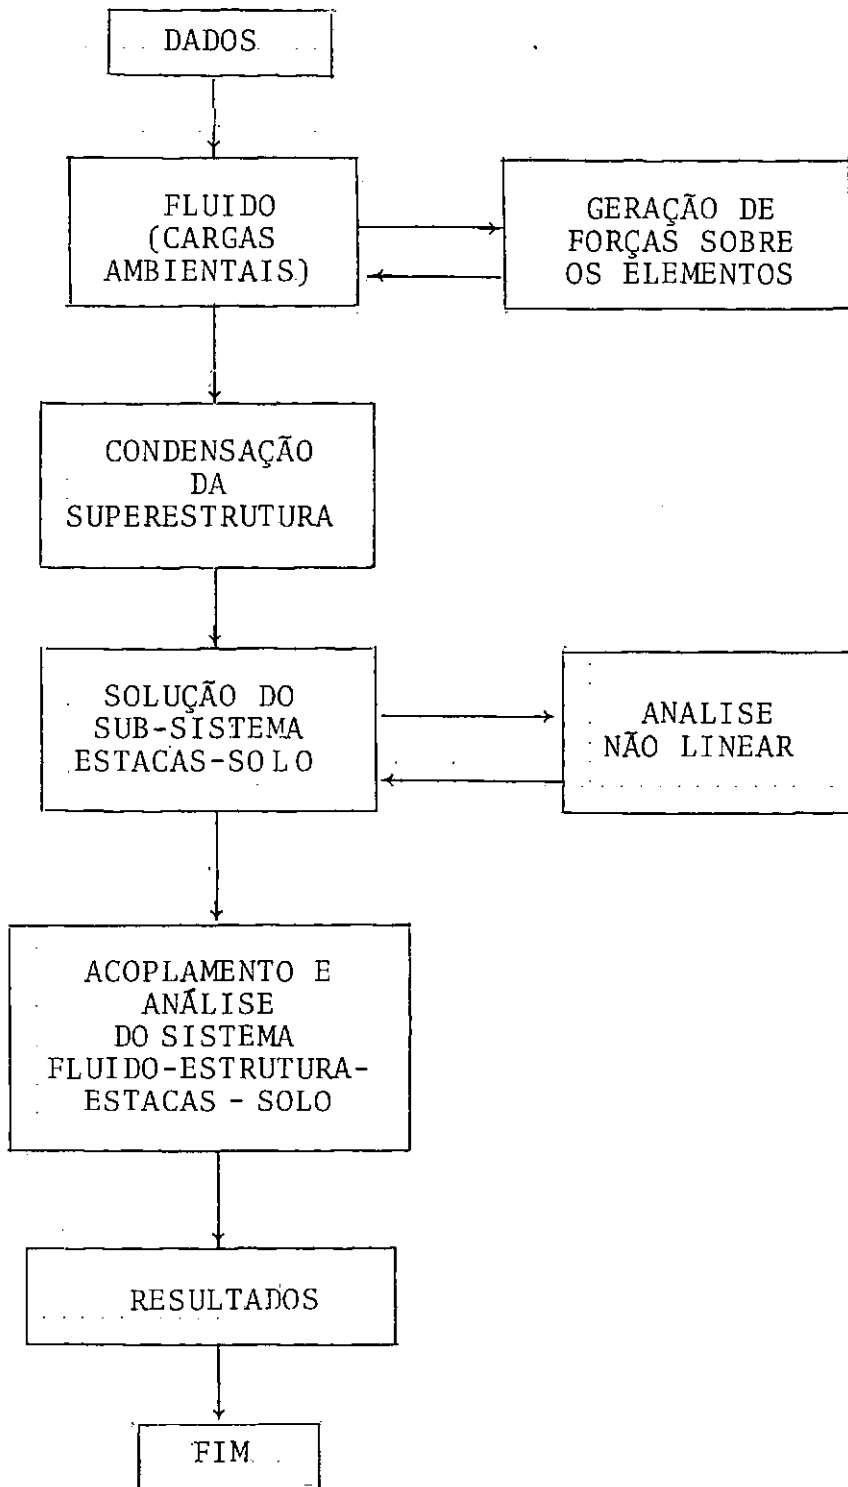 DADOS
FLUIDO
(CARGAS
AMBIENTAIS)
GERAÇÃO DE
FORÇAS SOBRE
OS ELEMENTOS
CONDENSAÇÃO
DA
SUPERESTRUTURA
SOLUÇÃO DO
SUB-SISTEMA
ESTACAS-SOLO
ANALISE
NÃO LINEAR
ACOPLAMENTO E
ANÁLISE
DO SISTEMA
FLUIDO-ESTRUTURA-
ESTACAS - SOLO
RESULTADOS
FIM